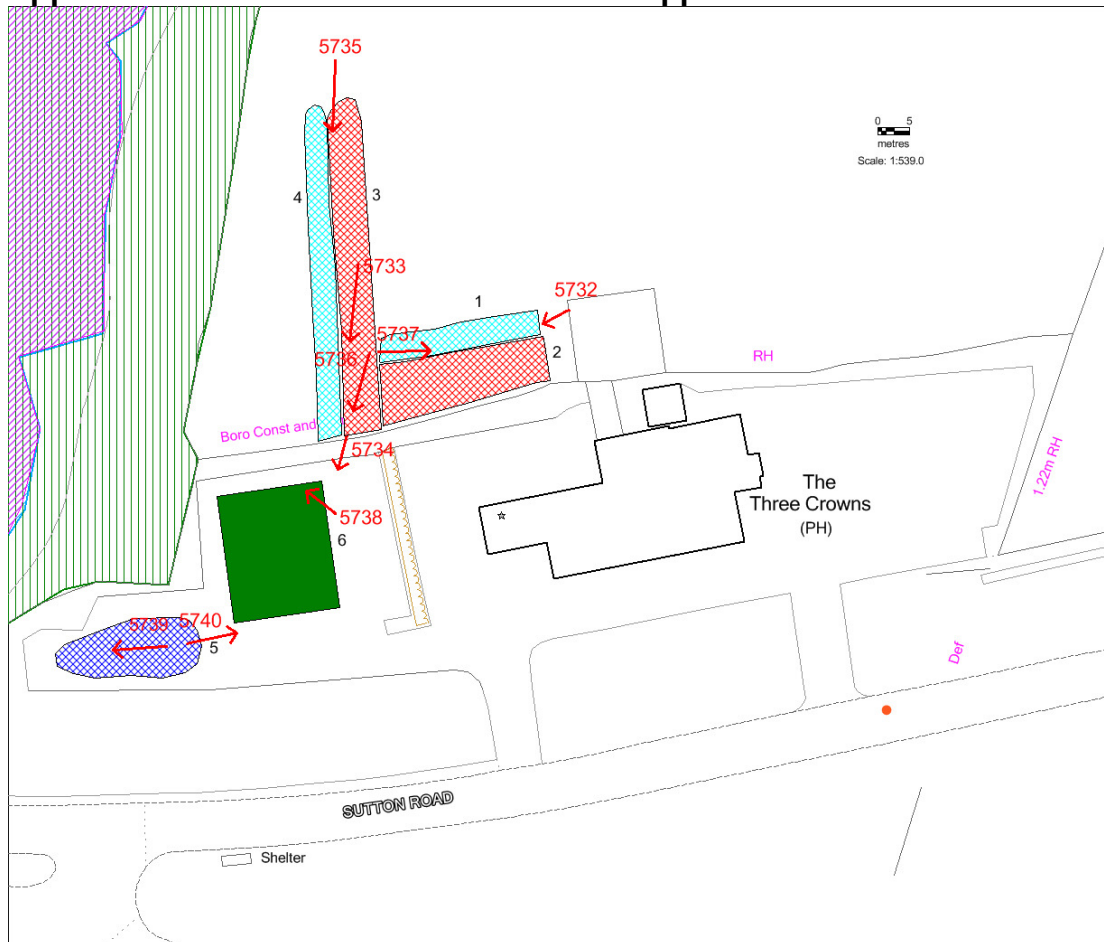 5735
0 5
metres
Scale: 1:539.0
4
3
5733
1
5732
5737
2
5736
RH
Boro Const and
5734
1.22m RH
The
Three Crowns
(PH)
5738
6
5739
5740
5
Def
SUTTON ROAD
Shelter